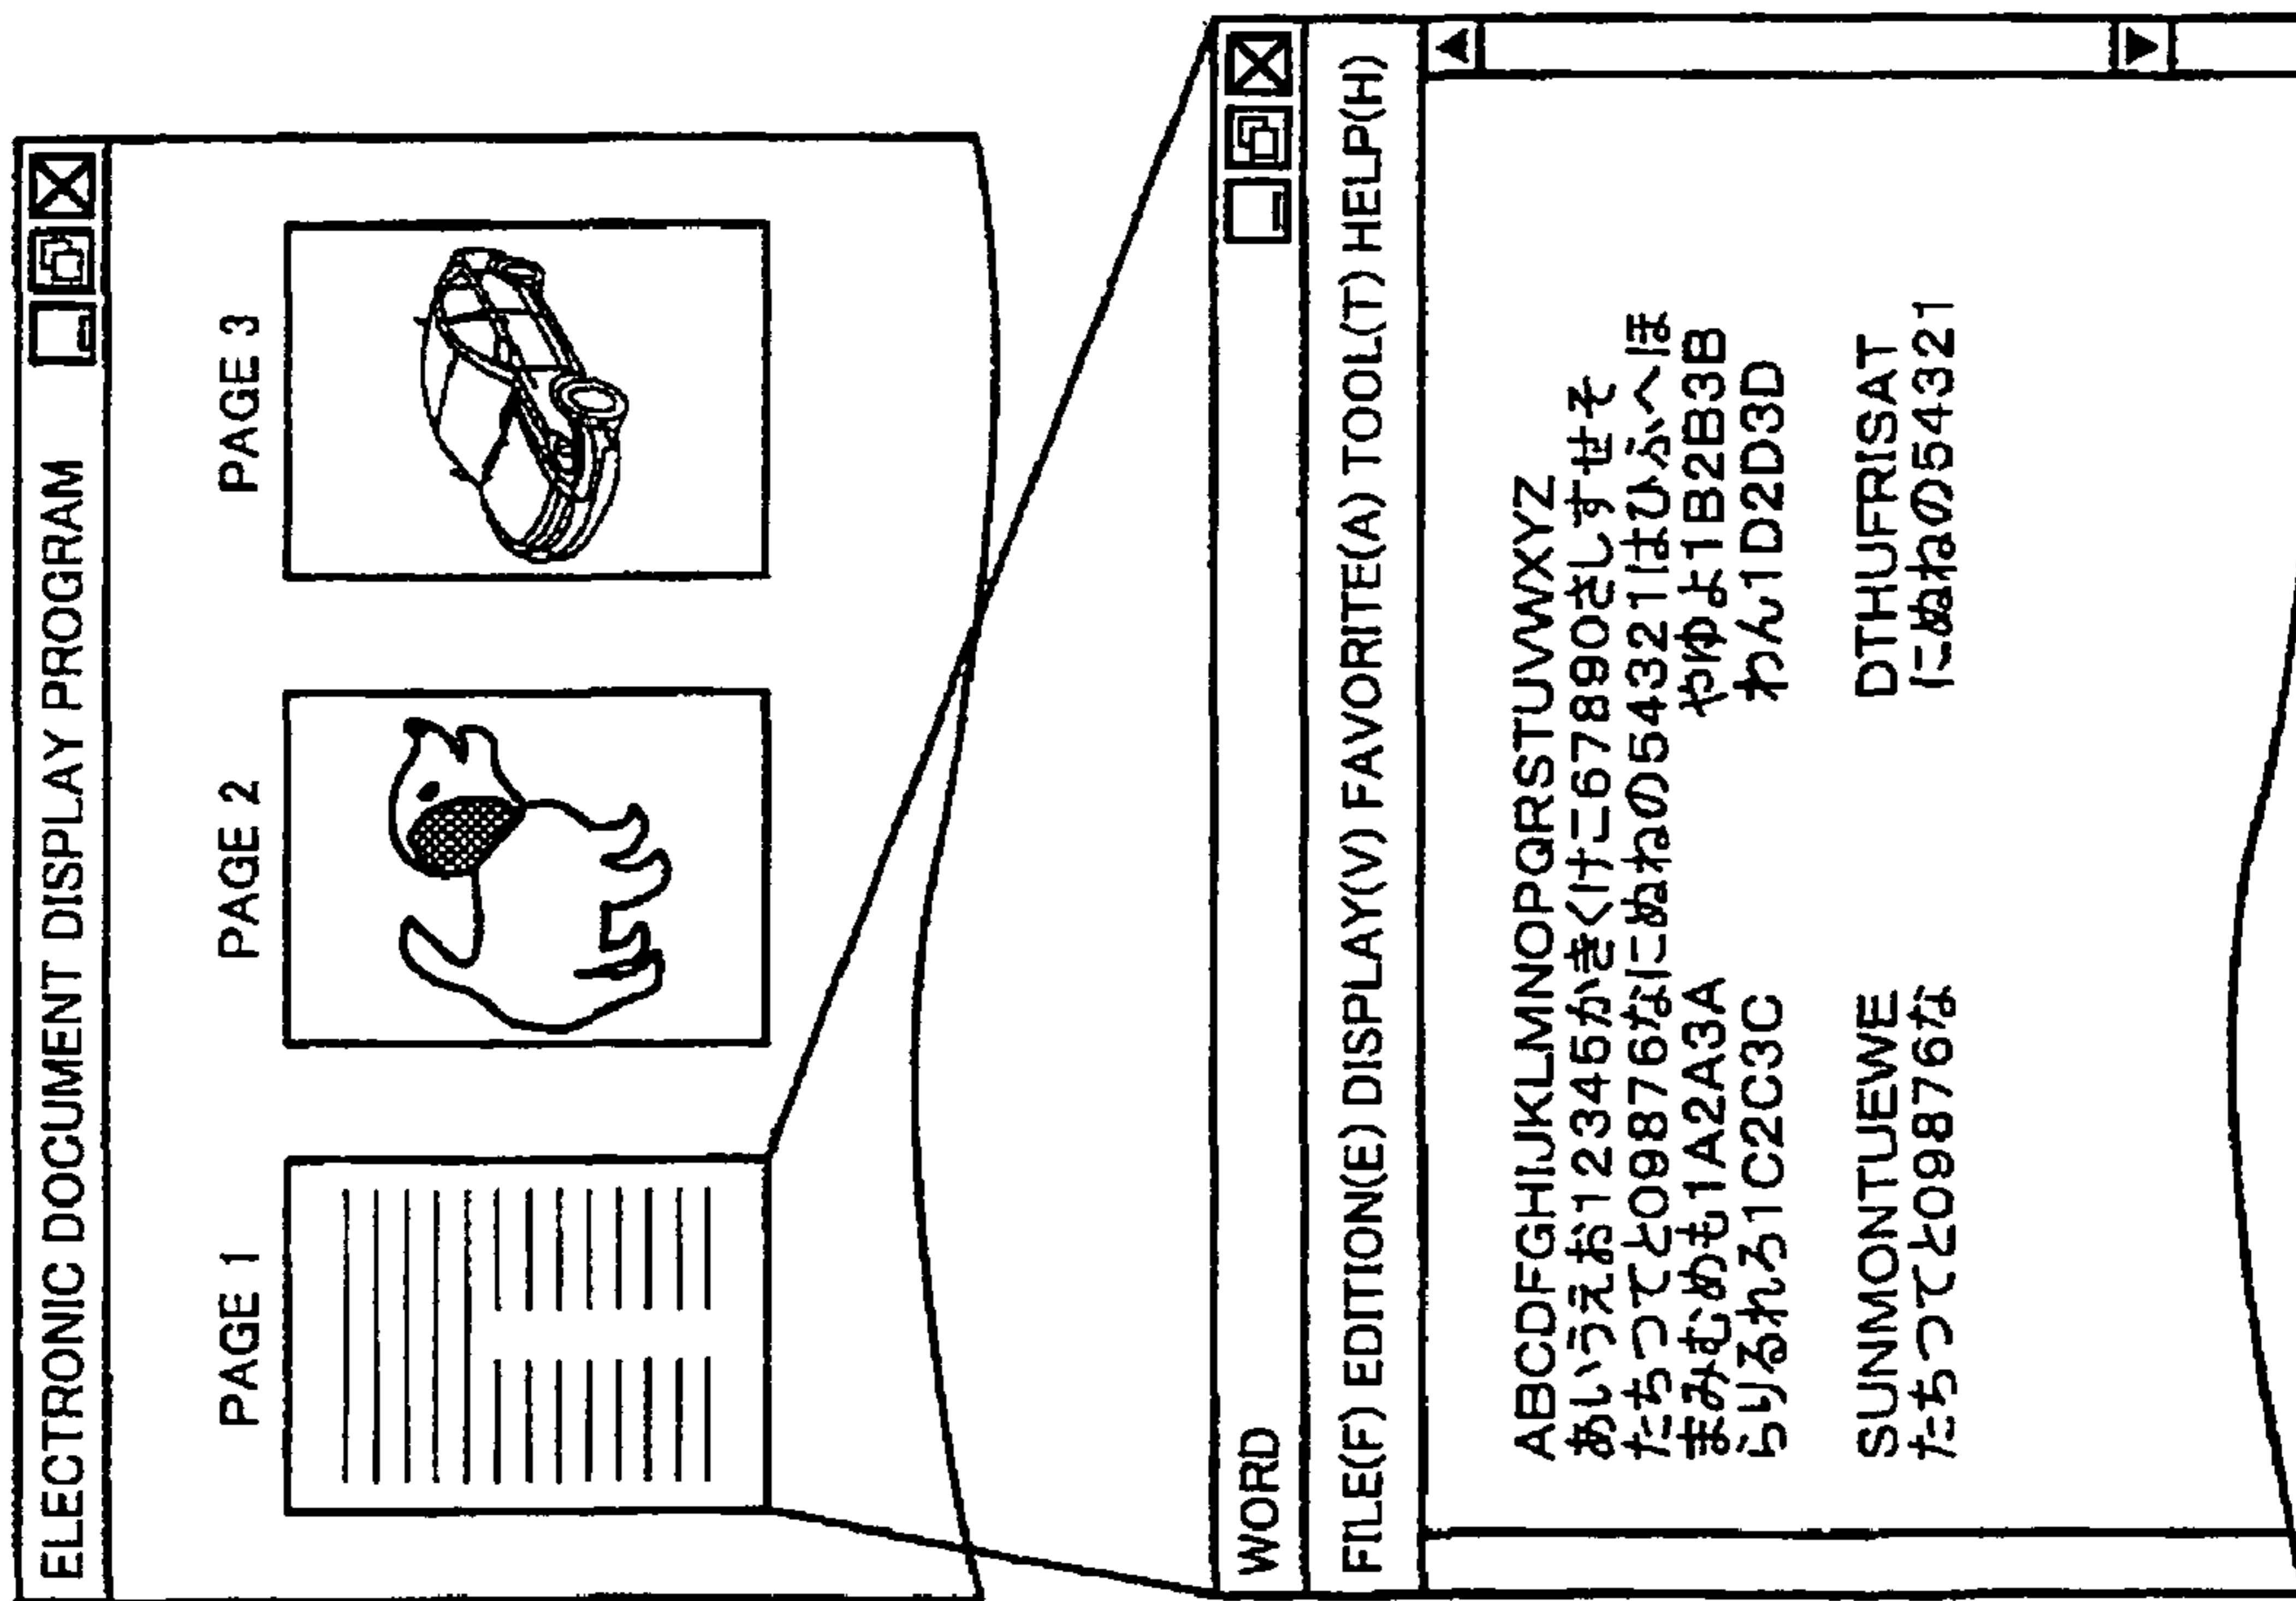 ELECTRONIC DOCUMENT DISPLAY PROGRAM
PAGE 1 PAGE 2 PAGE 3
WORD
FILE(F) EDITION(E) DISPLAY(V) FAVORITE(A) TOOL(T) HELP(H)
ABCDFGHIJKLMNOPQRSTUVWXYZ
あいうえお12345かきくけこ67890さしすせそ
たちつてと09876なにぬねの54321はひふへほ
まみむめも1A2A3A やゆよ1B2B3B
らりるれろ1C2C3C わん1D2D3D
SUNMONTUEWE DTHUFRISAT
たちつてと09876な にぬねの54321